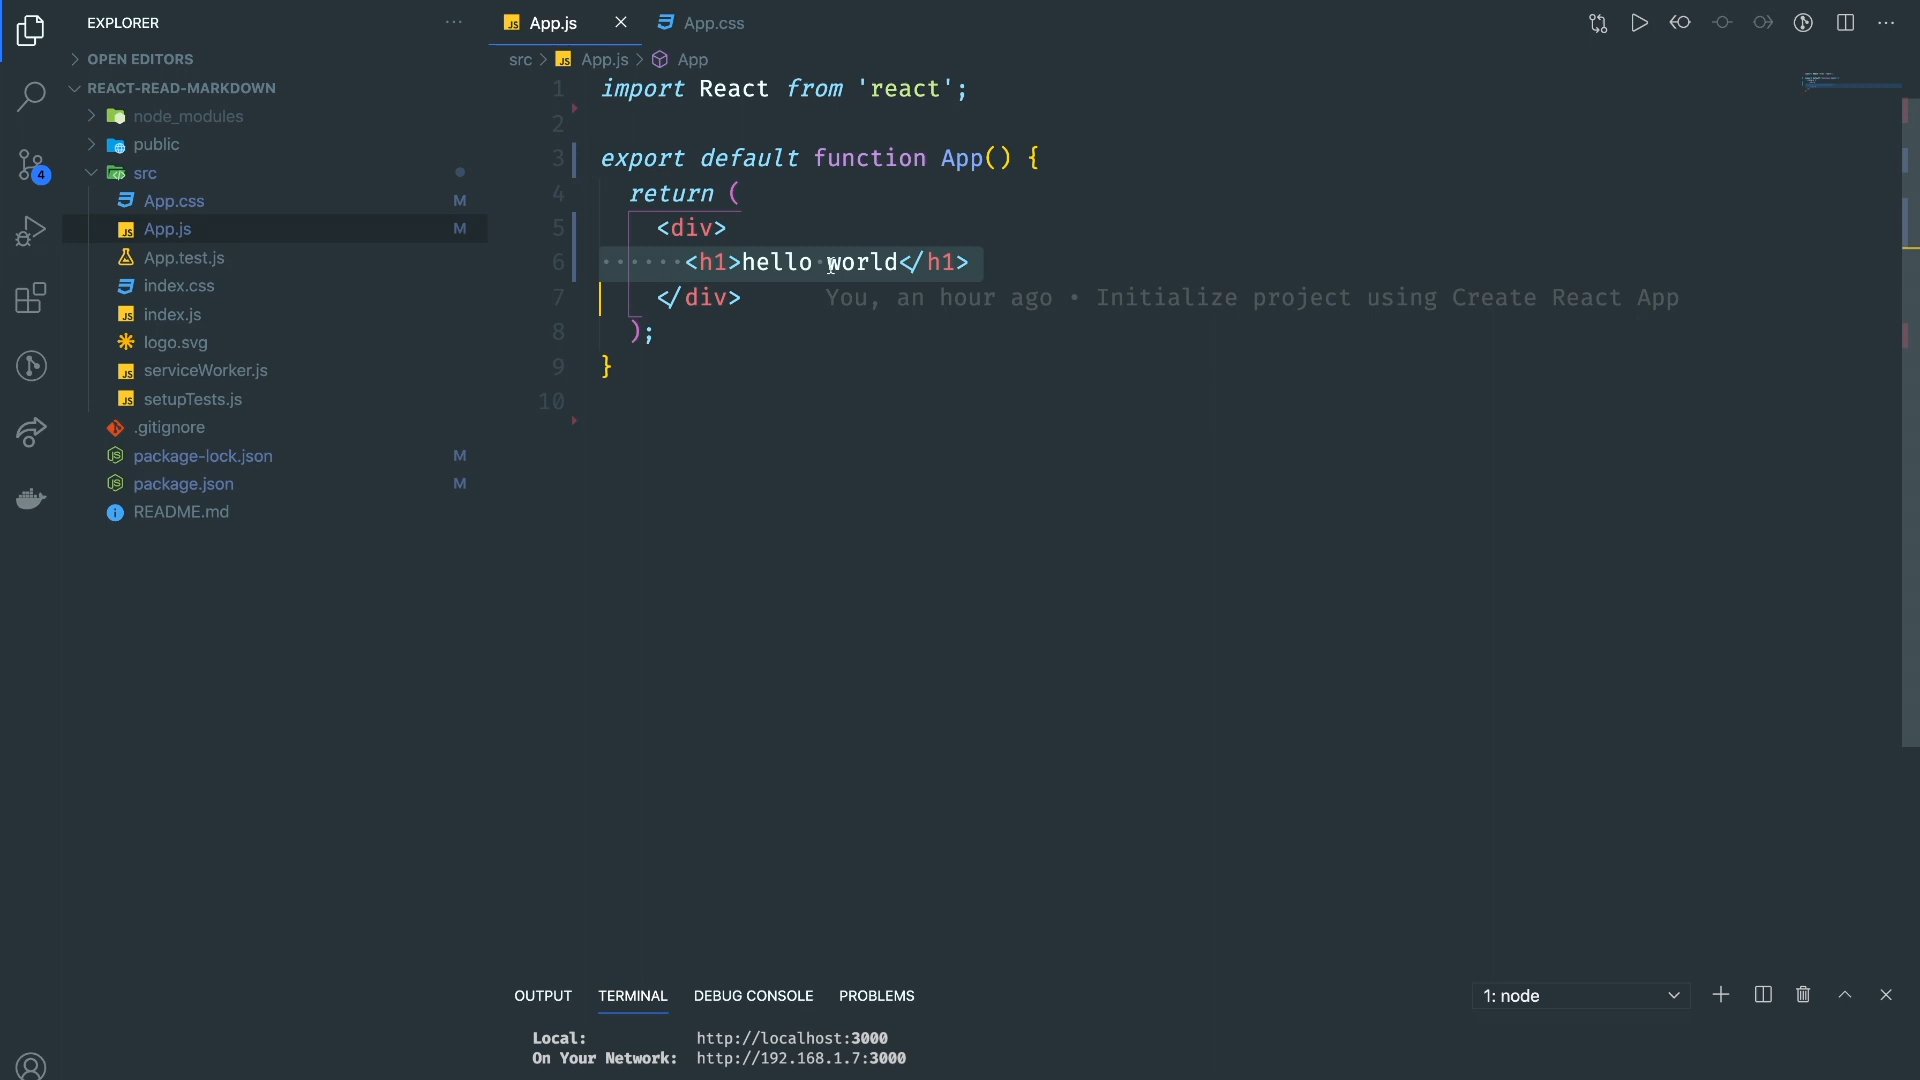 EXPLORER
OPEN EDITORS
REACT-READ-MARKDOWN
node_modules
public
src
App.css M
App.js M
App.test.js
index.css
index.js
logo.svg
serviceWorker.js
setupTests.js
.gitignore
package-lock.json M
package.json M
README.md
4
JS App.js App.css
src > JS App.js > App
1 import React from 'react';
2
3 export default function App() {
4 return (
5 <div>
6 ······<h1>hello·world</h1>
7 </div> You, an hour ago • Initialize project using Create React App
8 );
9 }
10
OUTPUT TERMINAL DEBUG CONSOLE PROBLEMS 1: node
Local: http://localhost:3000
On Your Network: http://192.168.1.7:3000